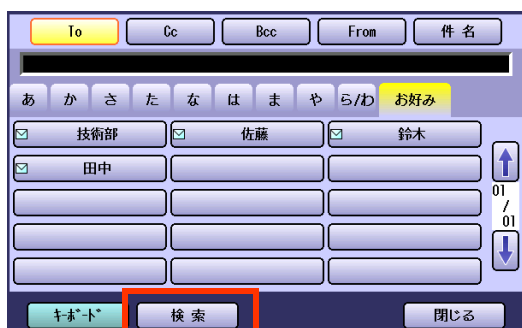 To Cc Bcc From 件名
あ か さ た な は ま や ら/わ お好み
技術部 佐藤 鈴木
田中
01
/
01
ｷｰﾎﾞｰﾄﾞ 検索 閉じる